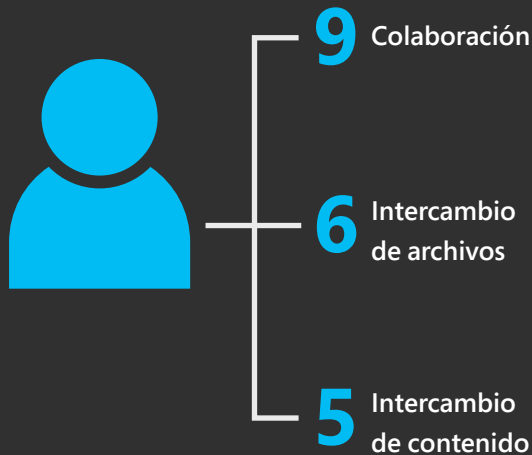 9 Colaboración
6 Intercambio
de archivos
5 Intercambio
de contenido